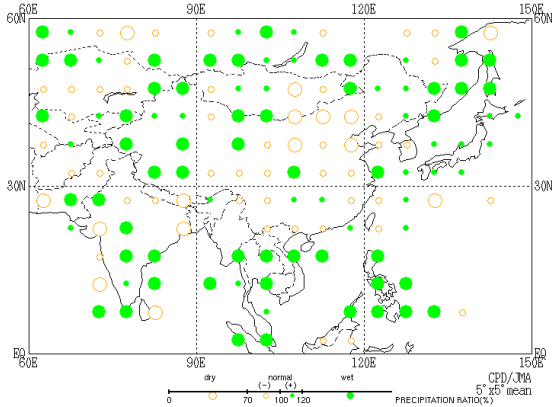 60N
60E 90E 120E 150E
60N
30N
30N
EQ
EQ
60E 90E 120E 150E
CPD/JMA
5°x5°mean
dry normal wet
(-) (+)
0 70 100 120 PRECIPITATION RATIO(%)